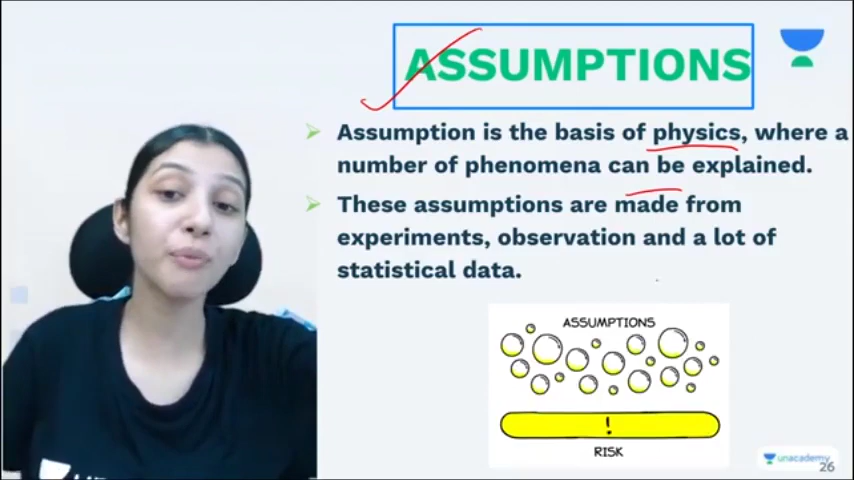 ASSUMPTIONS
Assumption is the basis of physics, where a
number of phenomena can be explained.
These assumptions are made from
experiments, observation and a lot of
statistical data.
ASSUMPTIONS
!
RISK
unacademy
26